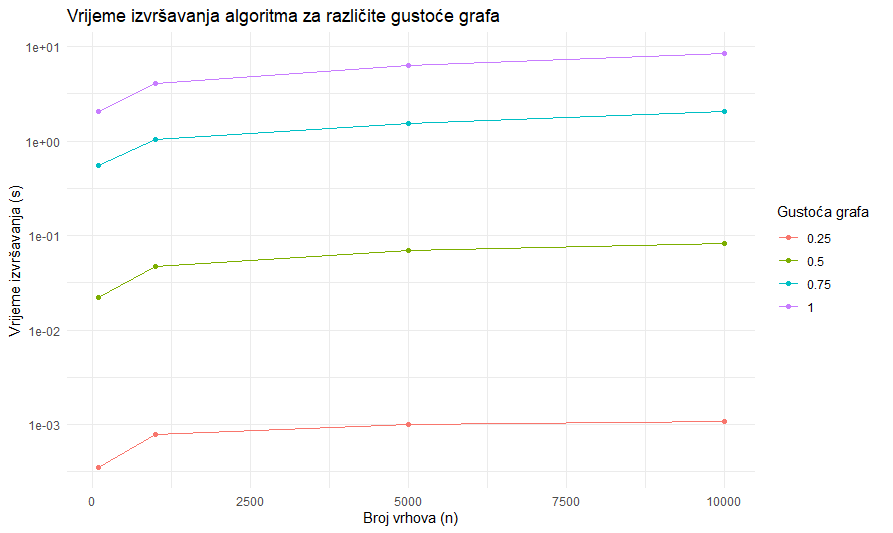 Vrijeme izvršavanja algoritma za različite gustoće grafa
Vrijeme izvršavanja (s)
1e+01
1e+00
1e-01
1e-02
1e-03
0
2500
5000
7500
10000
Broj vrhova (n)
Gustoća grafa
0.25
0.5
0.75
1